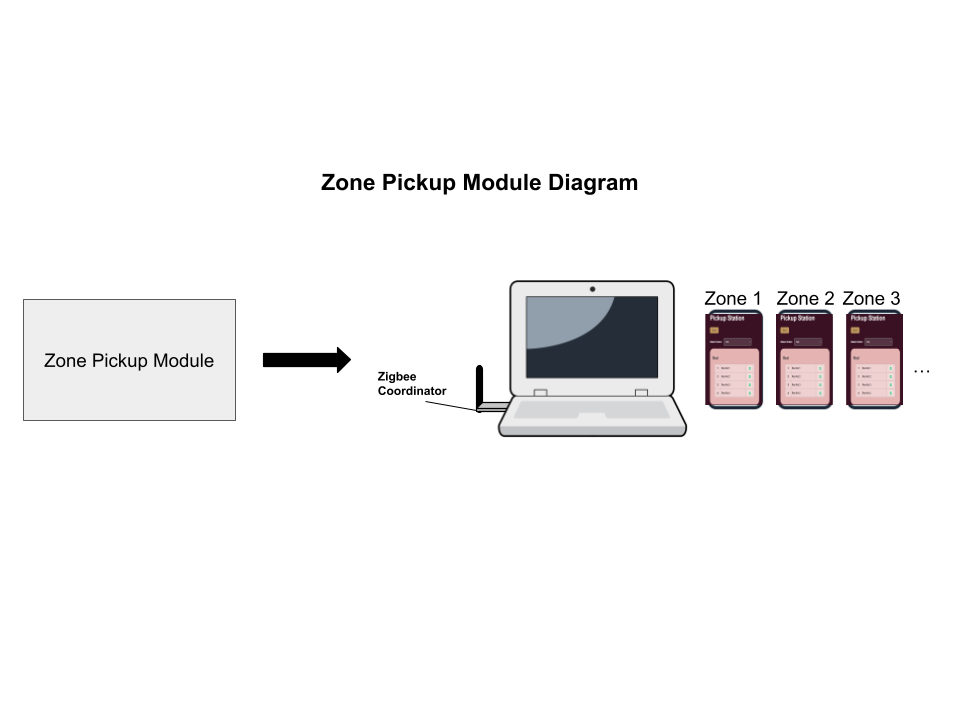 Zone Pickup Module Diagram
Zone 1 Zone 2 Zone 3
Pickup Station Pickup Station Pickup Station
Zone Pickup Module
...
Zigbee
Coordinator